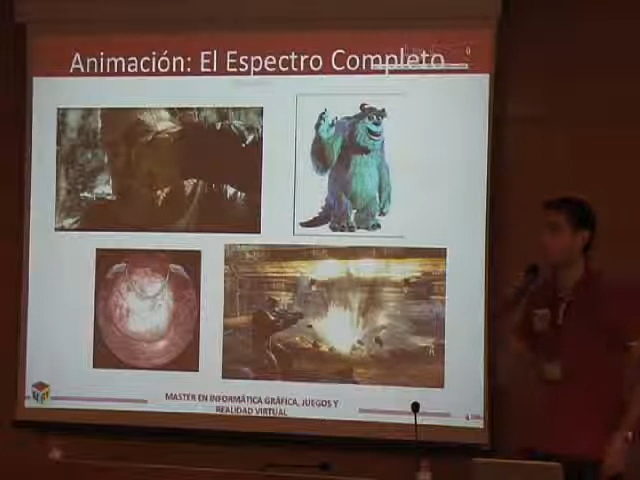 Animación: El Espectro Completo
MASTER EN INFORMÁTICA GRÁFICA, JUEGOS Y
REALIDAD VIRTUAL